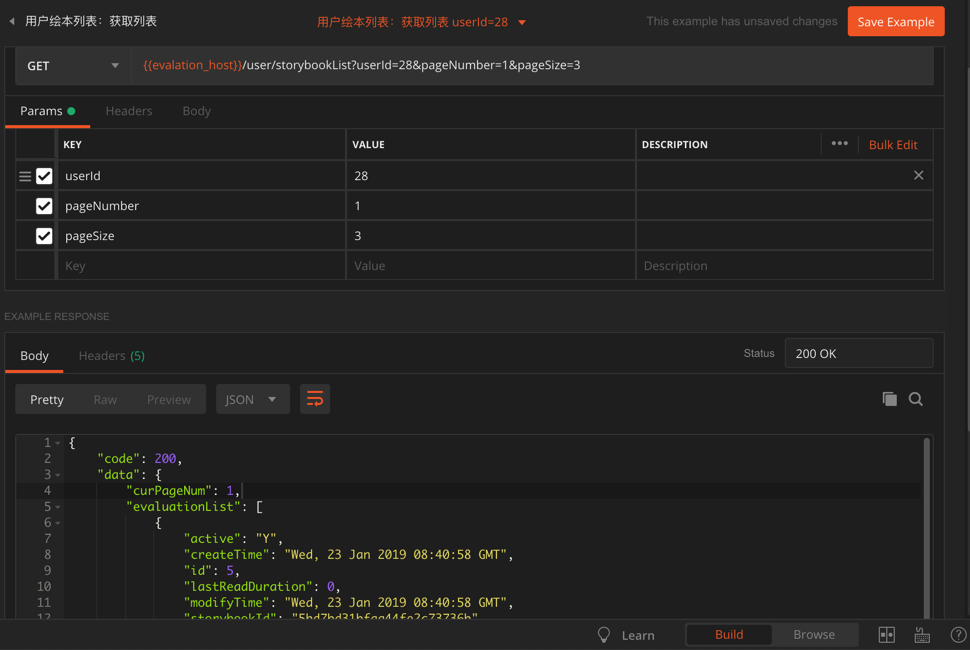 用户绘本列表：获取列表
用户绘本列表：获取列表 userId=28
This example has unsaved changes
Save Example
GET
{{evalation_host}}/user/storybookList?userId=28&pageNumber=1&pageSize=3
Params Headers Body
KEY VALUE DESCRIPTION ••• Bulk Edit
userId 28
pageNumber 1
pageSize 3
Key Value Description
EXAMPLE RESPONSE
Body Headers (5) Status 200 OK
Pretty Raw Preview JSON
1 {
2 "code": 200,
3 "data": {
4 "curPageNum": 1,
5 "evaluationList": [
6 {
7 "active": "Y",
8 "createTime": "Wed, 23 Jan 2019 08:40:58 GMT",
9 "id": 5,
10 "lastReadDuration": 0,
11 "modifyTime": "Wed, 23 Jan 2019 08:40:58 GMT",
12 "storybookId":
Learn Build Browse